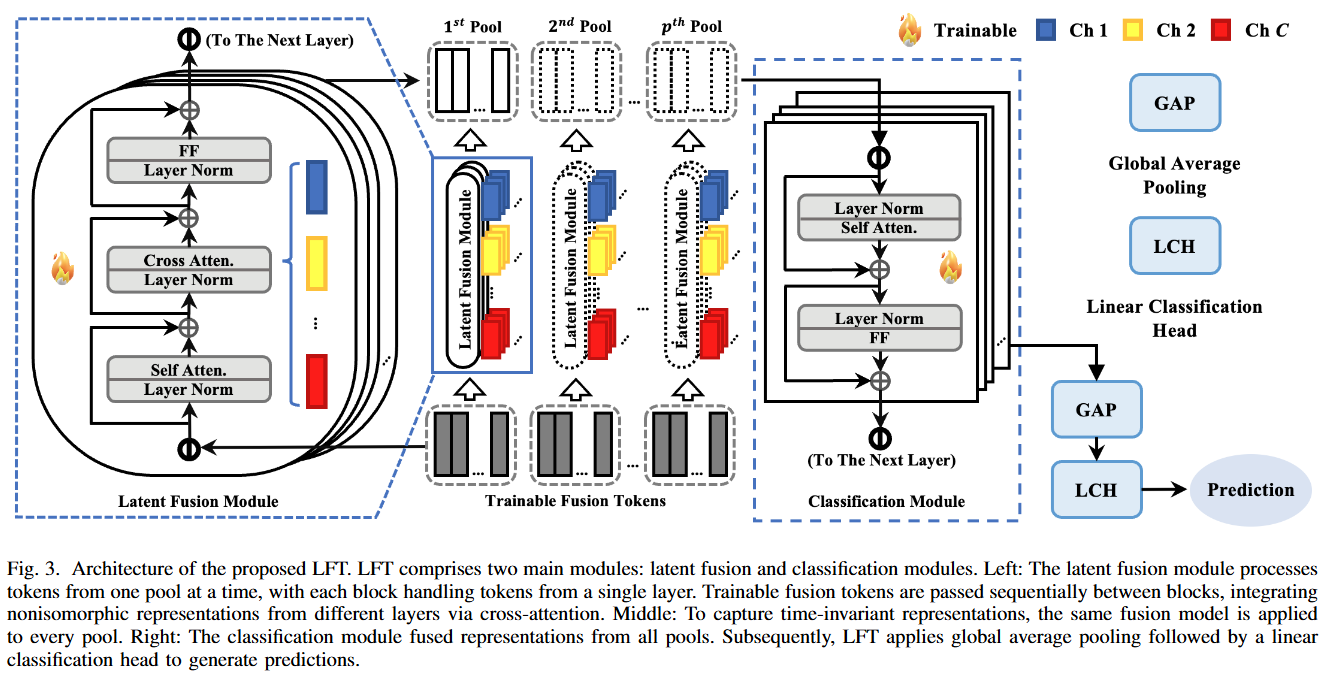 (To The Next Layer)
FF
Layer Norm
Cross Atten.
Layer Norm
Self Atten.
Layer Norm
...
Latent Fusion Module
1st Pool
2nd Pool
pth Pool
...
...
...
...
Latent Fusion Module
Latent Fusion Module
Latent Fusion Module
...
...
...
...
...
Trainable Fusion Tokens
Trainable
Ch 1
Ch 2
Ch C
Layer Norm
Self Atten.
Layer Norm
FF
(To The Next Layer)
Classification Module
GAP
Global Average
Pooling
LCH
Linear Classification
Head
GAP
LCH
Prediction
Fig. 3. Architecture of the proposed LFT. LFT comprises two main modules: latent fusion and classification modules. Left: The latent fusion module processes
tokens from one pool at a time, with each block handling tokens from a single layer. Trainable fusion tokens are passed sequentially between blocks, integrating
nonisomorphic representations from different layers via cross-attention. Middle: To capture time-invariant representations, the same fusion model is applied
to every pool. Right: The classification module fused representations from all pools. Subsequently, LFT applies global average pooling followed by a linear
classification head to generate predictions.